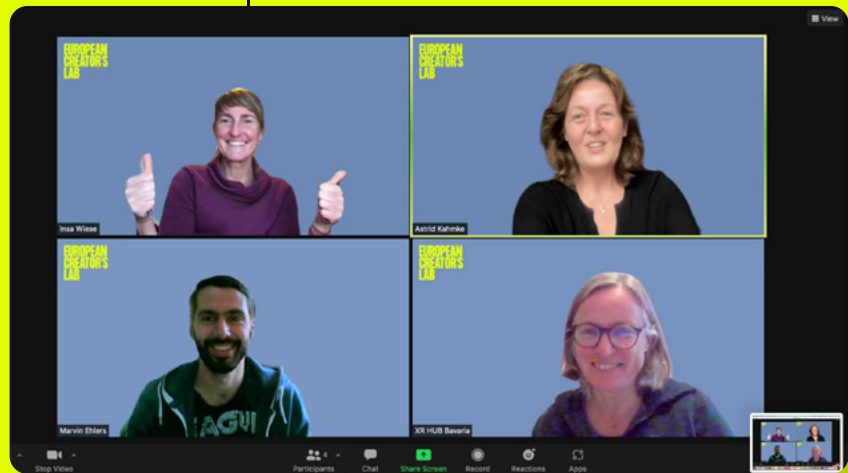 View
EUROPEAN
CREATOR'S
LAB
Insa Wiese
EUROPEAN
CREATOR'S
LAB
Astrid Kahmke
EUROPEAN
CREATOR'S
LAB
LAGUI
Marvin Ehlers
EUROPEAN
CREATOR'S
LAB
XR HUB Bavaria
Stop Video
4
Participants
Chat
Share Screen
Record
Reactions
Apps